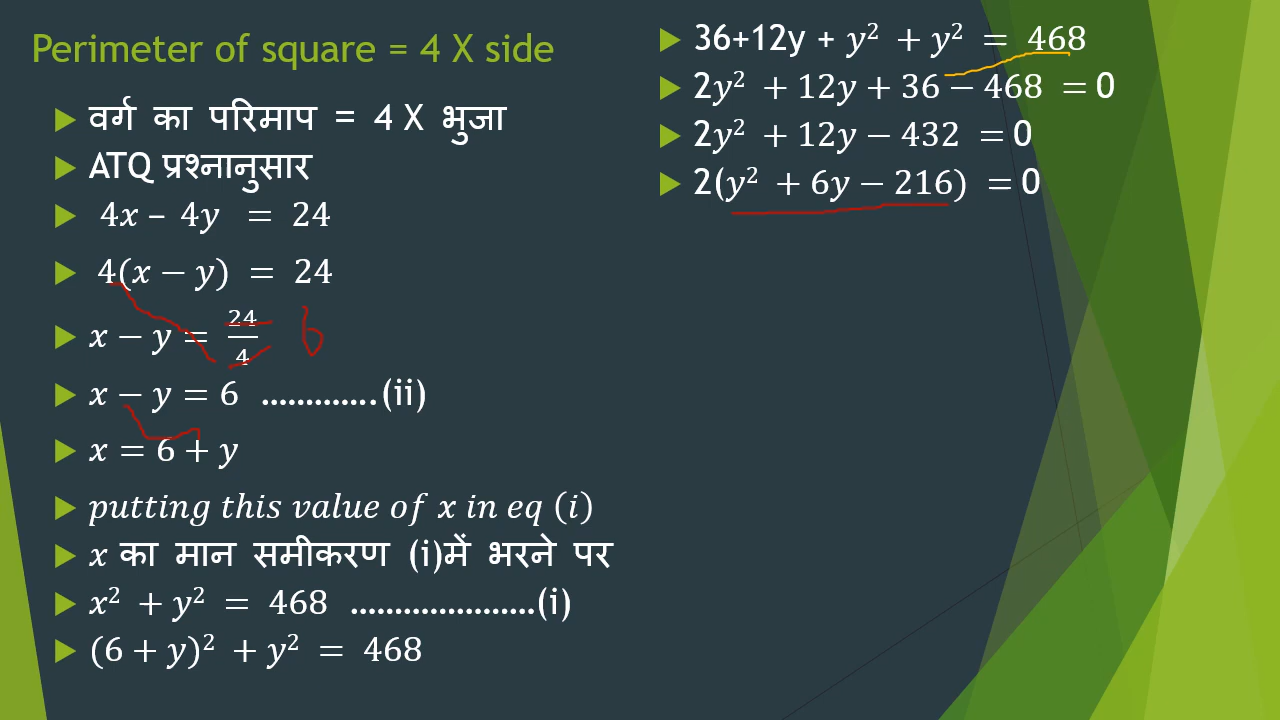 Perimeter of square = 4 X side
वर्ग का परिमाप = 4 X भुजा
ATQ प्रश्नानुसार
4x – 4y = 24
4(x − y) = 24
x − y = 24/4 6
x − y = 6 .............(ii)
x = 6 + y
putting this value of x in eq (i)
x का मान समीकरण (i)में भरने पर
x² + y² = 468 .....................(i)
(6 + y)² + y² = 468
36+12y + y² + y² = 468
2y² + 12y + 36 − 468 = 0
2y² + 12y − 432 = 0
2(y² + 6y − 216) = 0